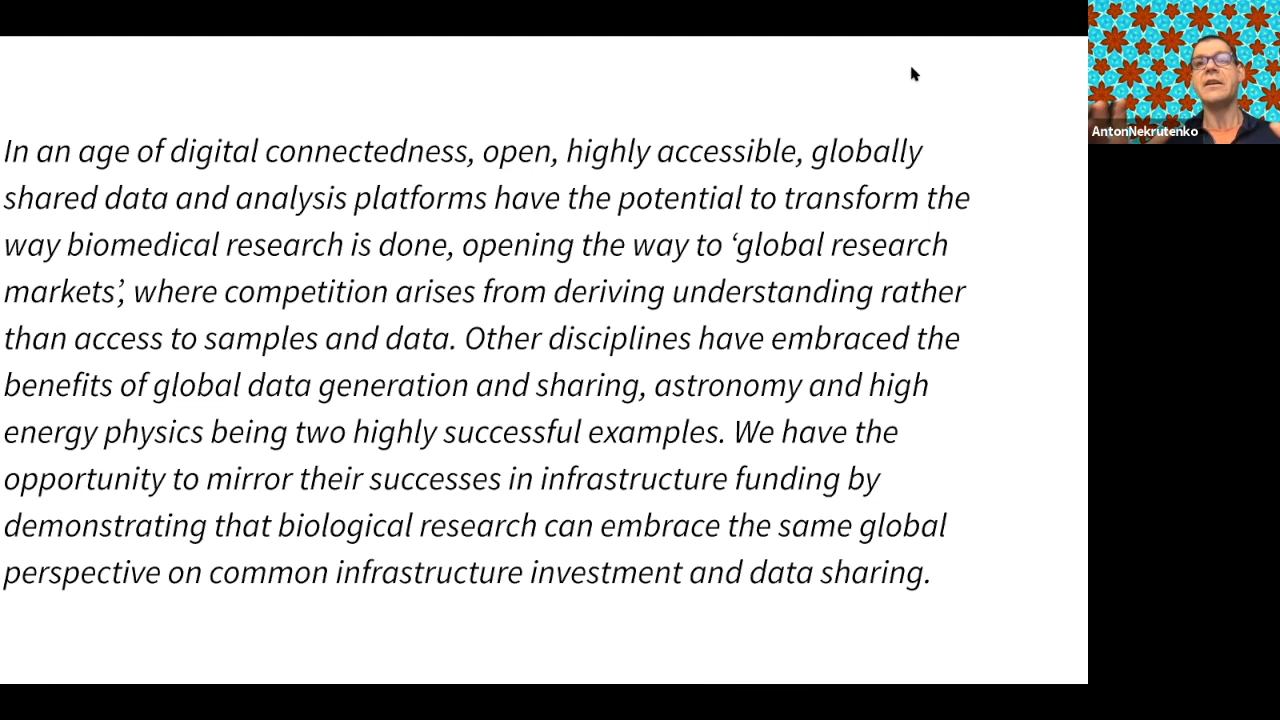 In an age of digital connectedness, open, highly accessible, globally
shared data and analysis platforms have the potential to transform the
way biomedical research is done, opening the way to ‘global research
markets’, where competition arises from deriving understanding rather
than access to samples and data. Other disciplines have embraced the
benefits of global data generation and sharing, astronomy and high
energy physics being two highly successful examples. We have the
opportunity to mirror their successes in infrastructure funding by
demonstrating that biological research can embrace the same global
perspective on common infrastructure investment and data sharing.
AntonNekrutenko